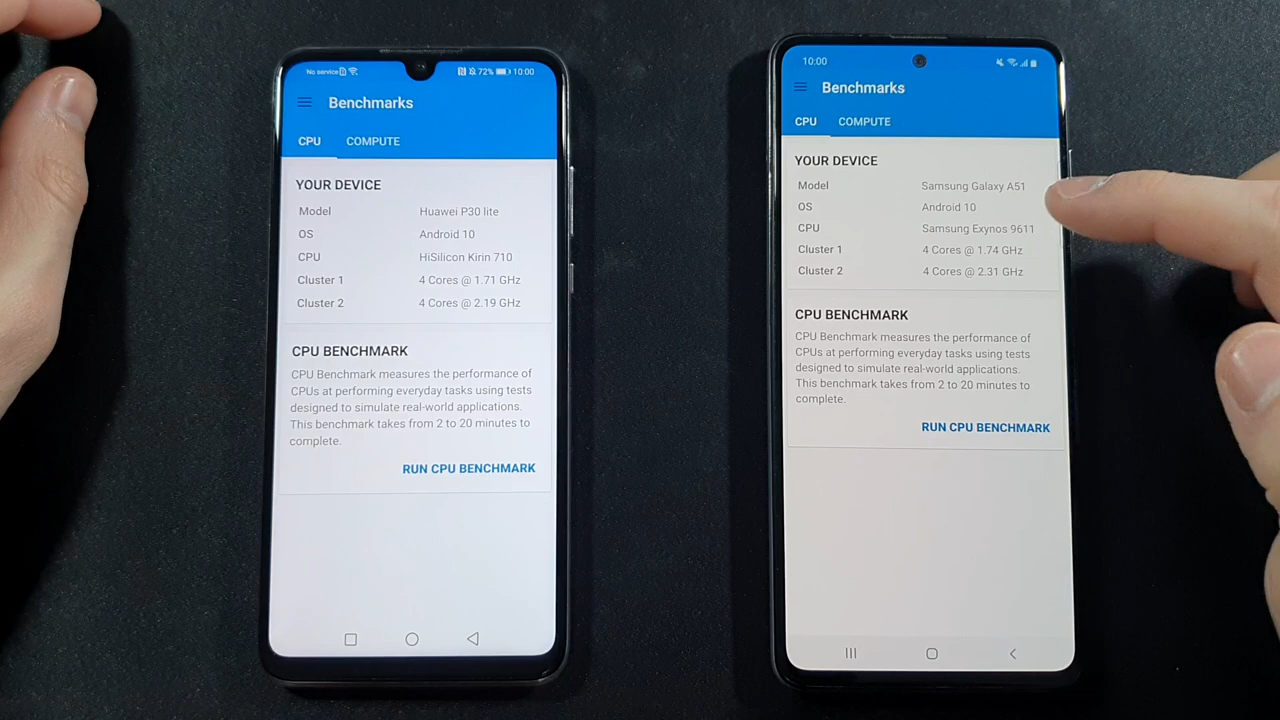 No service
72% 10:00
Benchmarks
CPU COMPUTE
YOUR DEVICE
Model Huawei P30 lite
OS Android 10
CPU HiSilicon Kirin 710
Cluster 1 4 Cores @ 1.71 GHz
Cluster 2 4 Cores @ 2.19 GHz
CPU BENCHMARK
CPU Benchmark measures the performance of
CPUs at performing everyday tasks using tests
designed to simulate real-world applications.
This benchmark takes from 2 to 20 minutes to
complete.
RUN CPU BENCHMARK
10:00
Benchmarks
CPU COMPUTE
YOUR DEVICE
Model Samsung Galaxy A51
OS Android 10
CPU Samsung Exynos 9611
Cluster 1 4 Cores @ 1.74 GHz
Cluster 2 4 Cores @ 2.31 GHz
CPU BENCHMARK
CPU Benchmark measures the performance of
CPUs at performing everyday tasks using tests
designed to simulate real-world applications.
This benchmark takes from 2 to 20 minutes to
complete.
RUN CPU BENCHMARK